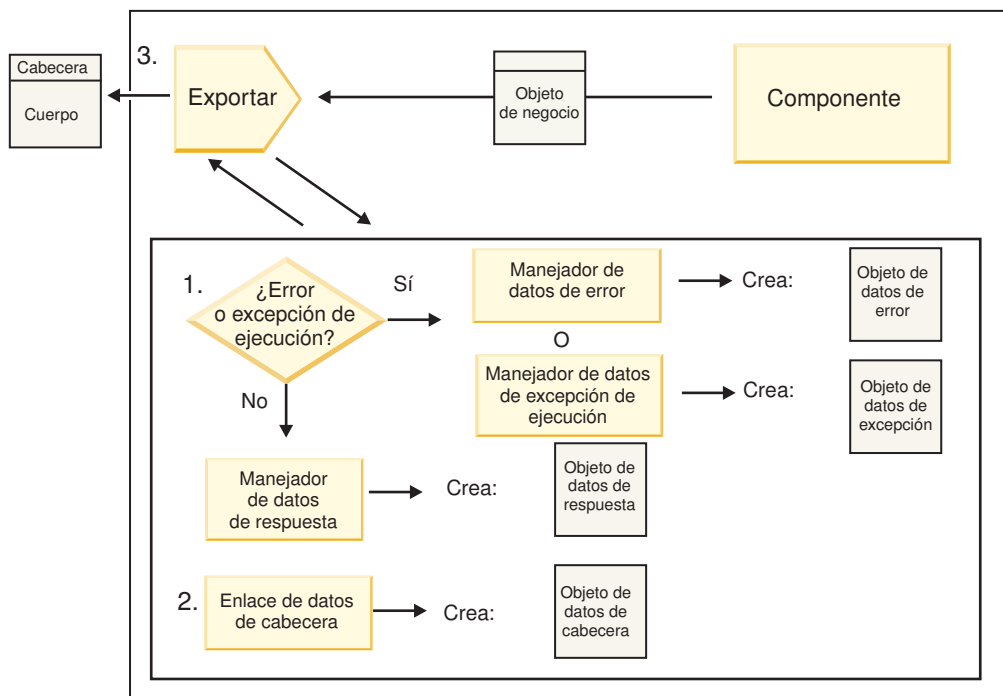 Cabecera
Cuerpo
3.
Exportar
Objeto
de negocio
Componente
1.
¿Error
o excepción de
ejecución?
Sí
No
Manejador de
datos de error
Crea:
Objeto de
datos de
error
O
Manejador de datos
de excepción de
ejecución
Crea:
Objeto de
datos de
excepción
Manejador
de datos
de respuesta
Crea:
Objeto de
datos de
respuesta
2.
Enlace de datos
de cabecera
Crea:
Objeto de
datos de
cabecera